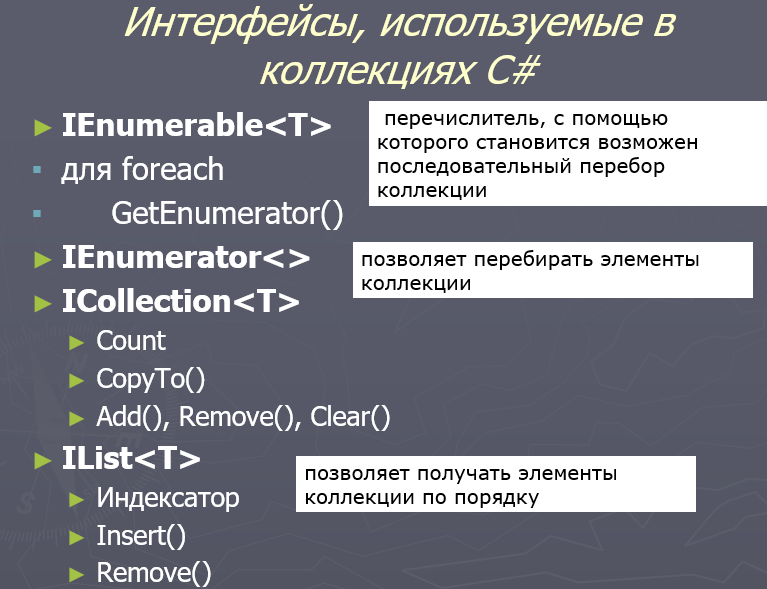 Интерфейсы, используемые в
коллекциях C#
► IEnumerable<T>
перечислитель, с помощью
которого становится возможен
последовательный перебор
коллекции
▪ для foreach
▪ GetEnumerator()
► IEnumerator<>
позволяет перебирать элементы
коллекции
► ICollection<T>
► Count
► CopyTo()
► Add(), Remove(), Clear()
► IList<T>
позволяет получать элементы
коллекции по порядку
► Индексатор
► Insert()
► Remove()